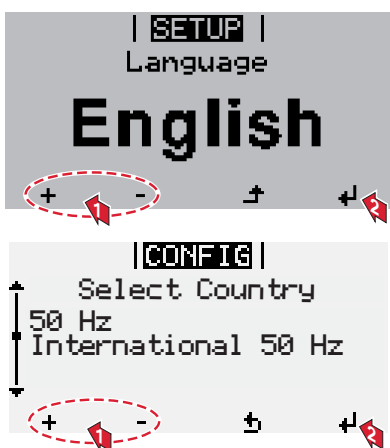 SETUP
Language
English
+ -
1
2
CONFIG
Select Country
50 Hz
International 50 Hz
+ -
1
2